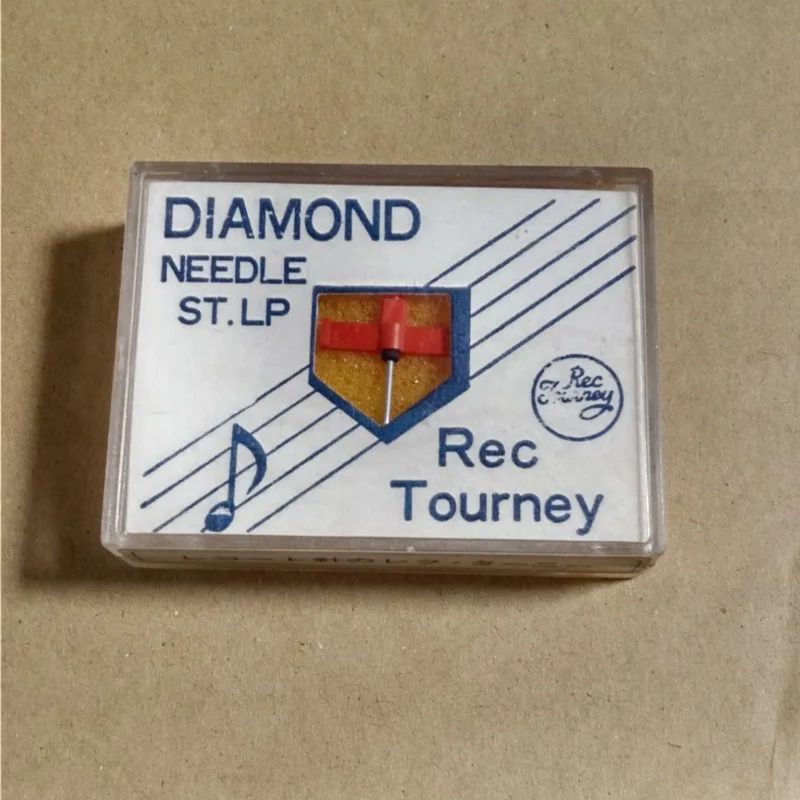 DIAMOND
NEEDLE
ST. LP
Rec
Tourney
Rec
Tourney